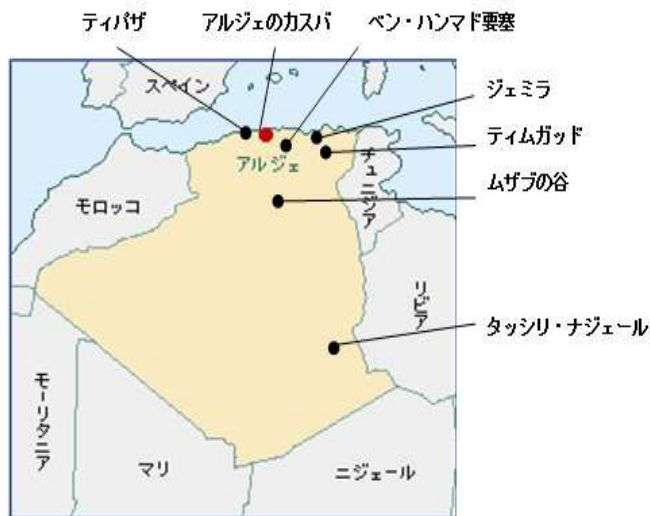 ティパザ
アルジェのカスバ
ベン・ハンマド要塞
スペイン
ジェミラ
ティムガッド
アルジェ
チュニジア
ムザブの谷
モロッコ
リビア
タッシリ・ナジェール
モーリタニア
マリ
ニジェール